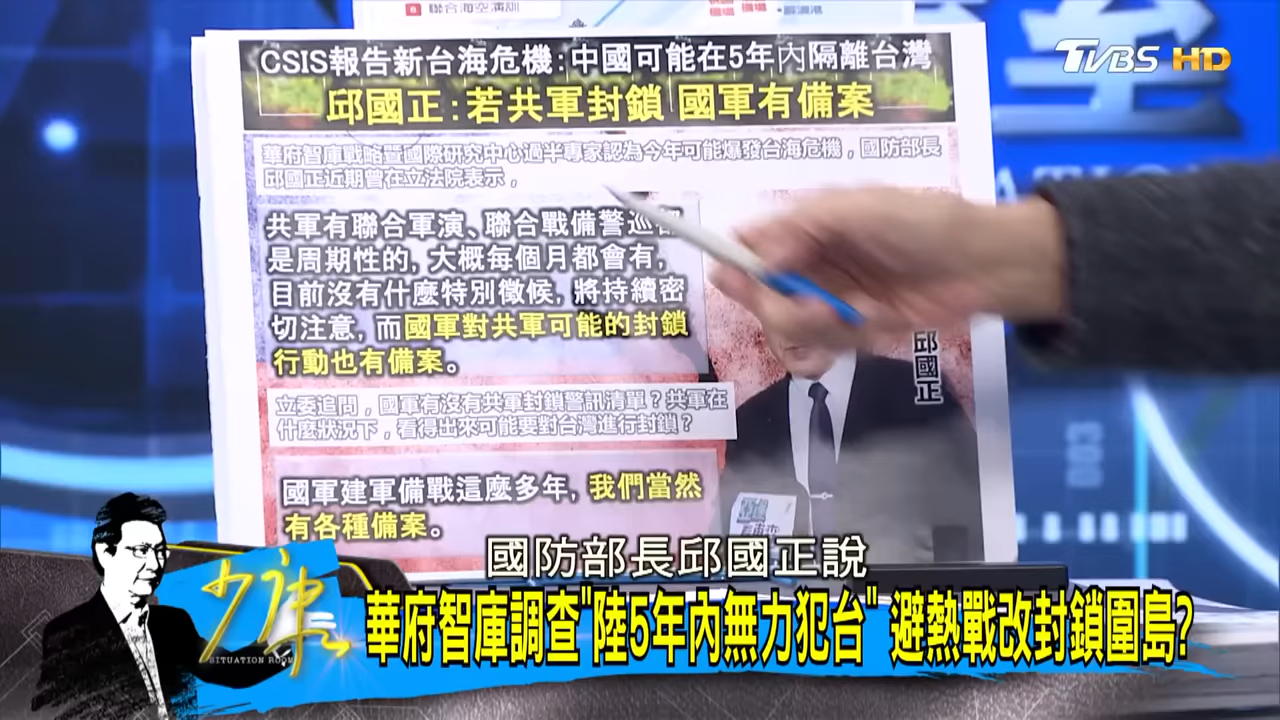 聯合海空演訓
TVBS HD
CSIS報告新台海危機:中國可能在5年內隔離台灣
邱國正:若共軍封鎖 國軍有備案
華府智庫戰略暨國際研究中心過半專家認為今年可能爆發台海危機,國防部長
邱國正近期曾在立法院表示,
共軍有聯合軍演、聯合戰備警巡都
是周期性的,大概每個月都會有,
目前沒有什麼特別徵候,將持續密
切注意,而國軍對共軍可能的封鎖
行動也有備案。
邱國正
立委追問,國軍有沒有共軍封鎖警訊清單?共軍在
什麼狀況下,看得出來可能要對台灣進行封鎖?
國軍建軍備戰這麼多年,我們當然
有各種備案。
國防部長邱國正說
少康
SITUATION ROOM
華府智庫調查"陸5年內無力犯台" 避熱戰改封鎖圍島?